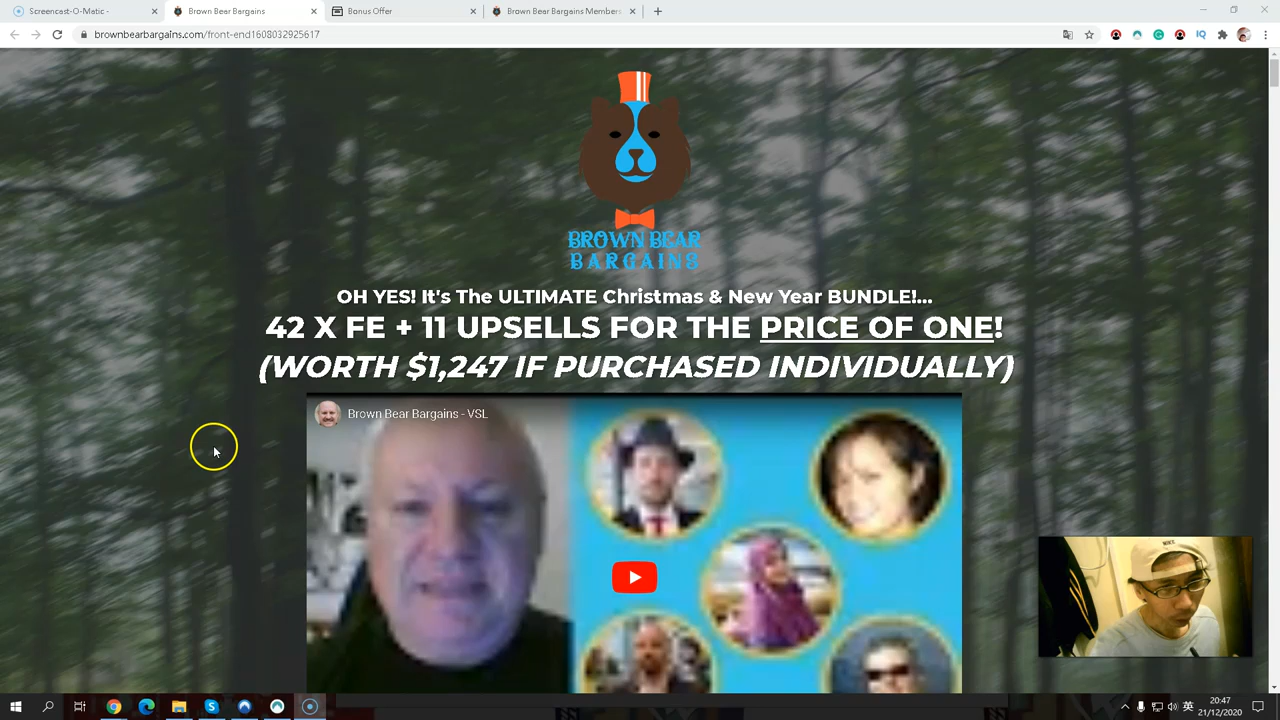 Screencast-O-Matic -
Brown Bear Bargains
Bonus Offer
Brown Bear Bargains Members
brownbearbargains.com/front-end1608032925617
BROWN BEAR
BARGAINS
OH YES! It's The ULTIMATE Christmas & New Year BUNDLE!...
42 X FE + 11 UPSELLS FOR THE PRICE OF ONE!
(WORTH $1,247 IF PURCHASED INDIVIDUALLY)
Brown Bear Bargains - VSL
20:47
英
21/12/2020